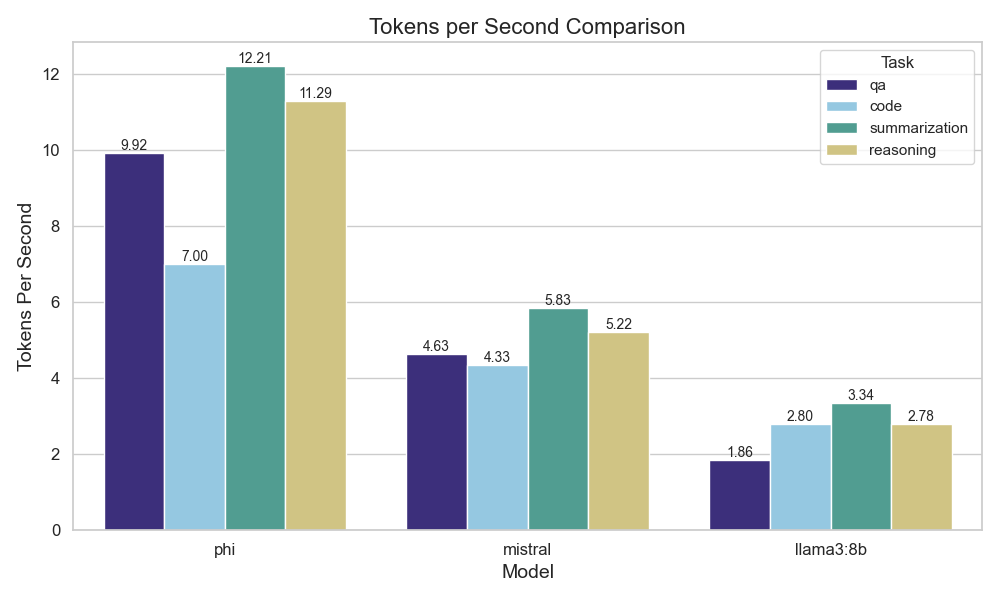 Tokens per Second Comparison
Tokens Per Second
12
10
8
6
4
2
0
9.92
7.00
12.21
11.29
4.63
4.33
5.83
5.22
1.86
2.80
3.34
2.78
Task
qa
code
summarization
reasoning
phi
mistral
llama3:8b
Model